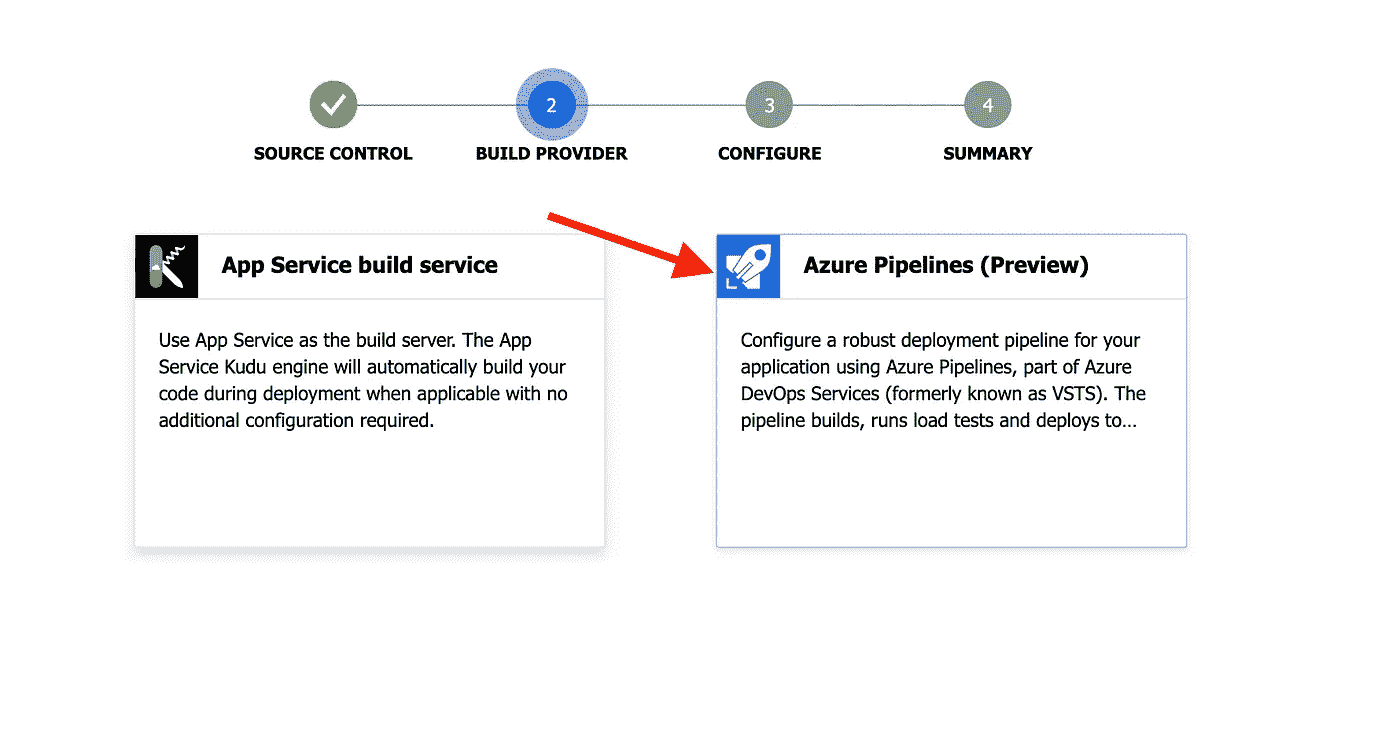 2
3
4
SOURCE CONTROL
BUILD PROVIDER
CONFIGURE
SUMMARY
App Service build service
Use App Service as the build server. The App
Service Kudu engine will automatically build your
code during deployment when applicable with no
additional configuration required.
Azure Pipelines (Preview)
Configure a robust deployment pipeline for your
application using Azure Pipelines, part of Azure
DevOps Services (formerly known as VSTS). The
pipeline builds, runs load tests and deploys to...